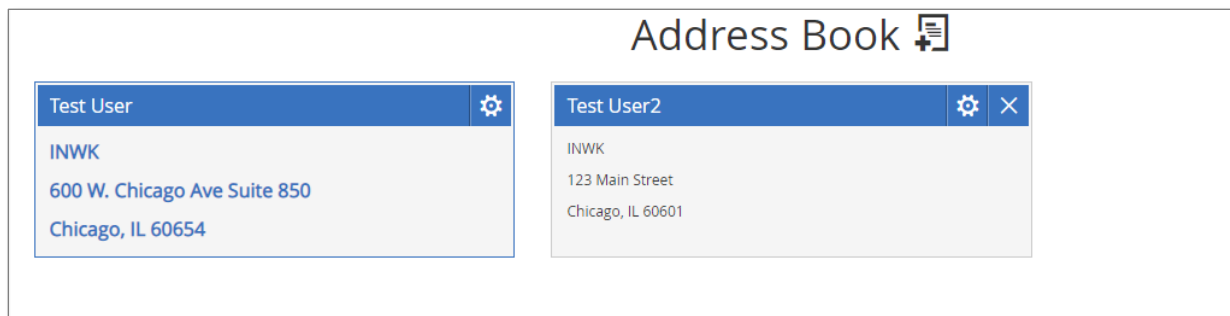 Address Book
Test User
INWK
600 W. Chicago Ave Suite 850
Chicago, IL 60654
Test User2
INWK
123 Main Street
Chicago, IL 60601